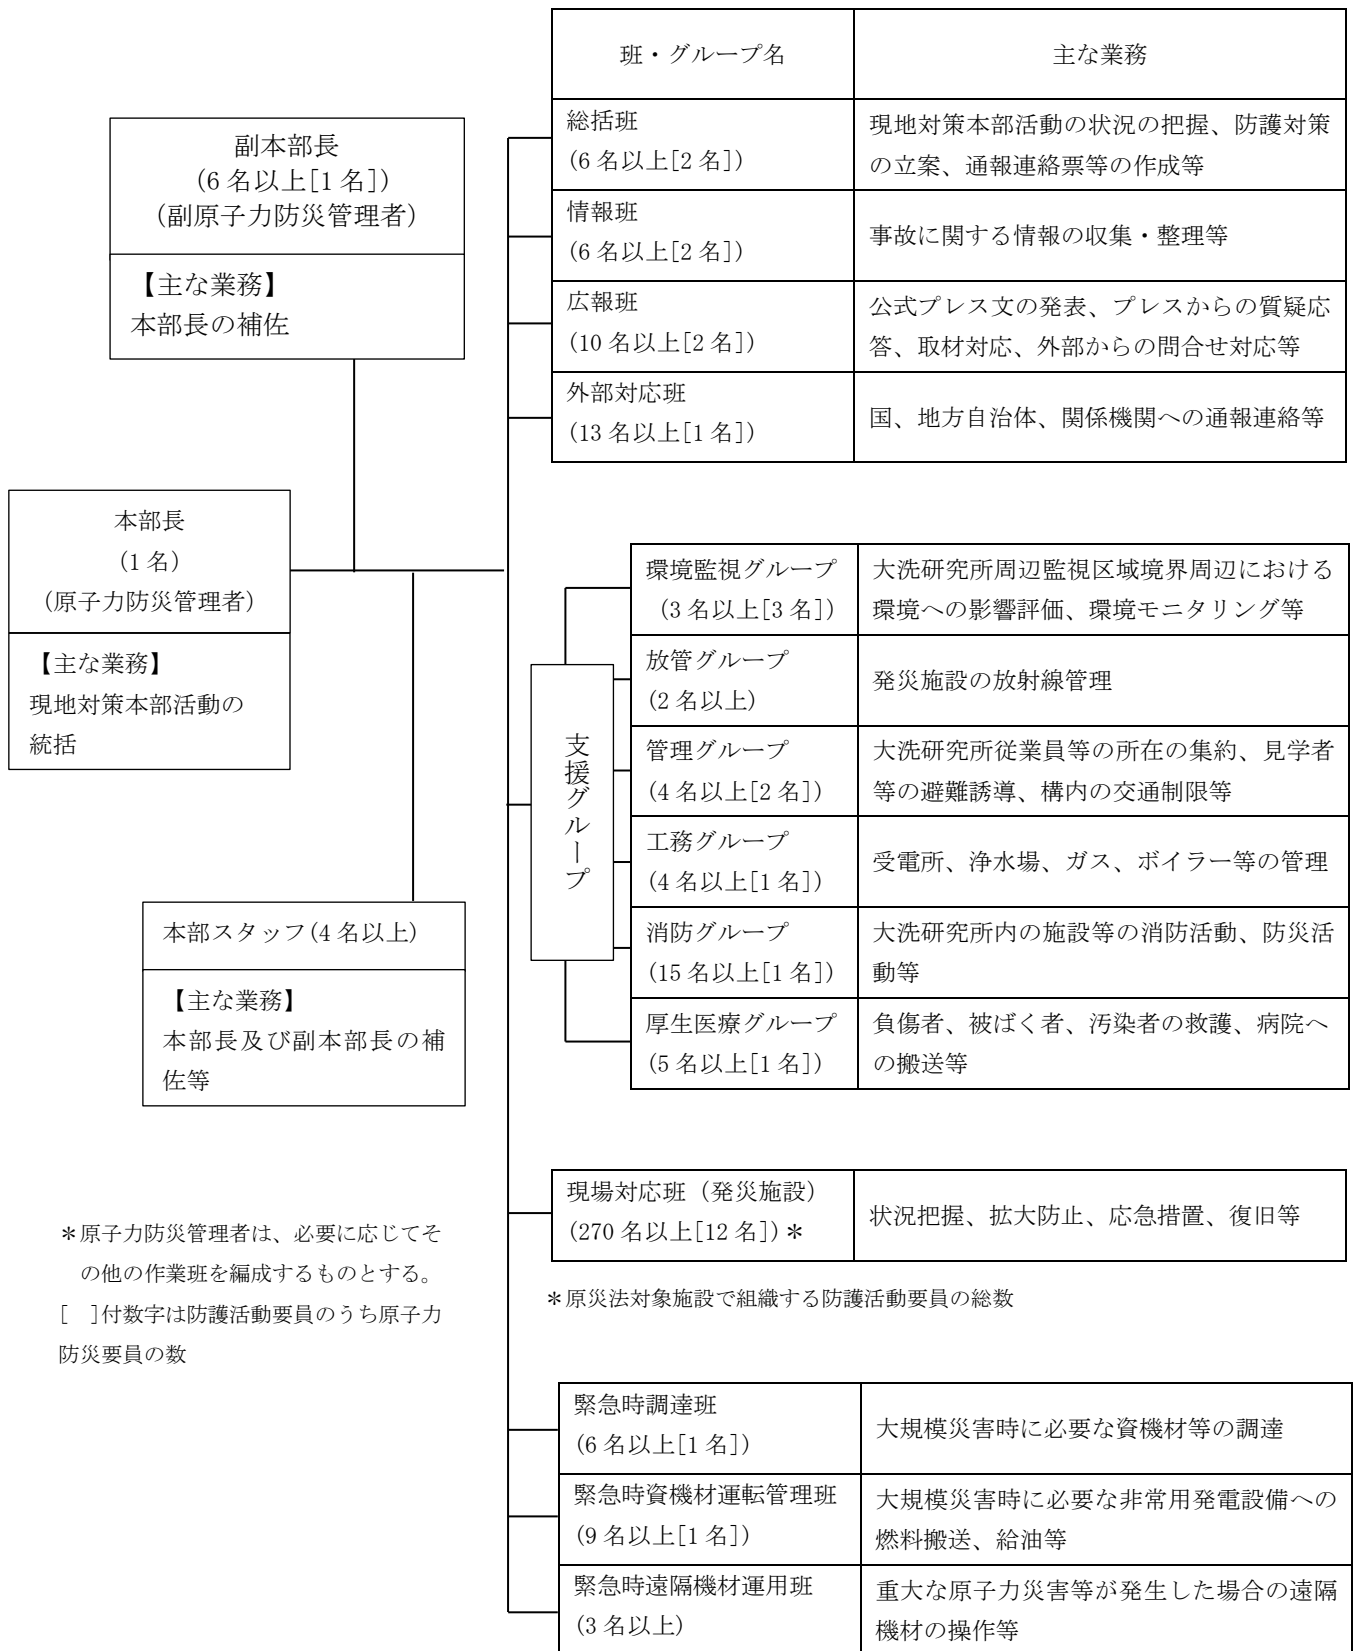 班・グループ名
主な業務
総括班
(6名以上[2名])
現地対策本部活動の状況の把握、防護対策
の立案、通報連絡票等の作成等
情報班
(6名以上[2名])
事故に関する情報の収集・整理等
広報班
(10名以上[2名])
公式プレス文の発表、プレスからの質疑応
答、取材対応、外部からの問合せ対応等
外部対応班
(13名以上[1名])
国、地方自治体、関係機関への通報連絡等
副本部長
(6名以上[1名])
(副原子力防災管理者)
【主な業務】
本部長の補佐
本部長
(1名)
(原子力防災管理者)
【主な業務】
現地対策本部活動の
統括
本部スタッフ(4名以上)
【主な業務】
本部長及び副本部長の補
佐等
支援グループ
環境監視グループ
(3名以上[3名])
大洗研究所周辺監視区域境界周辺における
環境への影響評価、環境モニタリング等
放管グループ
(2名以上)
発災施設の放射線管理
管理グループ
(4名以上[2名])
大洗研究所従業員等の所在の集約、見学者
等の避難誘導、構内の交通制限等
工務グループ
(4名以上[1名])
受電所、浄水場、ガス、ボイラー等の管理
消防グループ
(15名以上[1名])
大洗研究所内の施設等の消防活動、防災活
動等
厚生医療グループ
(5名以上[1名])
負傷者、被ばく者、汚染者の救護、病院へ
の搬送等
現場対応班(発災施設)
(270名以上[12名])*
状況把握、拡大防止、応急措置、復旧等
*原災法対象施設で組織する防護活動要員の総数
*原子力防災管理者は、必要に応じてそ
の他の作業班を編成するものとする。
[ ]付数字は防護活動要員のうち原子力
防災要員の数
緊急時調達班
(6名以上[1名])
大規模災害時に必要な資機材等の調達
緊急時資機材運転管理班
(9名以上[1名])
大規模災害時に必要な非常用発電設備への
燃料搬送、給油等
緊急時遠隔機材運用班
(3名以上)
重大な原子力災害等が発生した場合の遠隔
機材の操作等